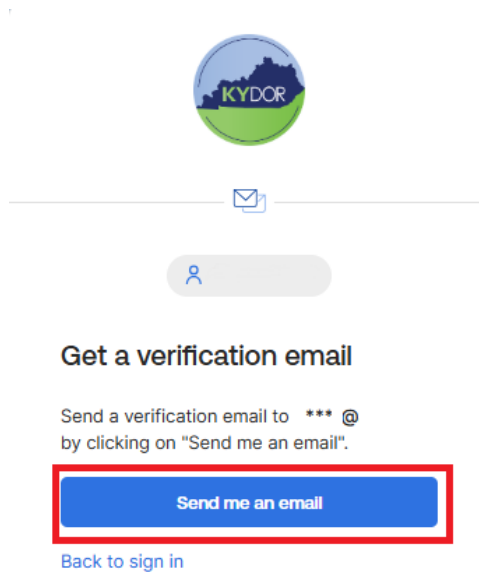 KYDOR
Get a verification email
Send a verification email to *** @
by clicking on "Send me an email".
Send me an email
Back to sign in